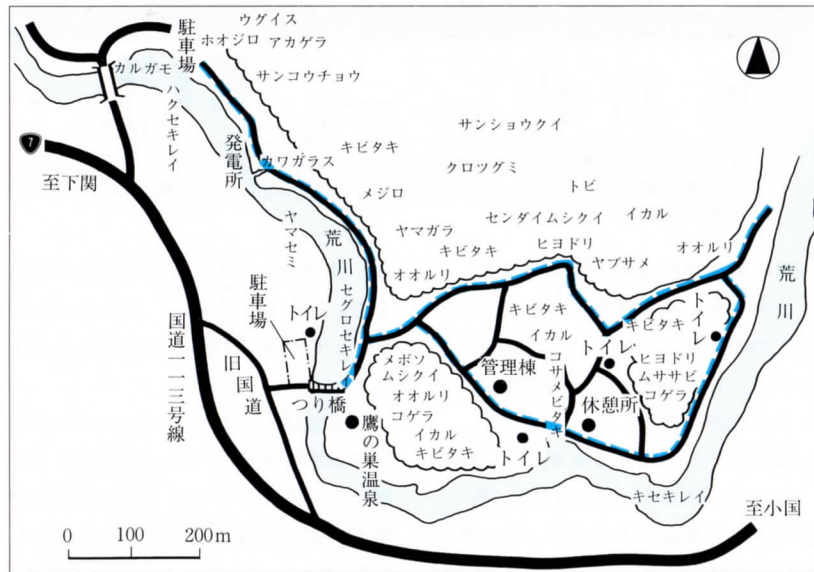 ウグイス
駐車場
ホオジロ アカゲラ
カルガモ
サンコウチョウ
ハクセキレイ
サンショウクイ
7
発電所
カワガラス
キビタキ
クロツグミ
至下関
メジロ
トビ
ヤマセミ
センダイムシクイ
イカル
ヤマガラ
キビタキ
ヒヨドリ
オオルリ
荒川
オオルリ
ヤブサメ
荒川
駐車場
トイレ
セグロセキレイ
キビタキ
キビタキ
トイレ
イカル
トイレ
国道一一三号線
旧国道
メボソ
ムシクイ
オオルリ
コゲラ
イカル
キビタキ
管理棟
コサメビタキ
ヒヨドリ
ムササビ
コゲラ
つり橋
休憩所
鷹の巣温泉
トイレ
キセキレイ
至小国
0 100 200m